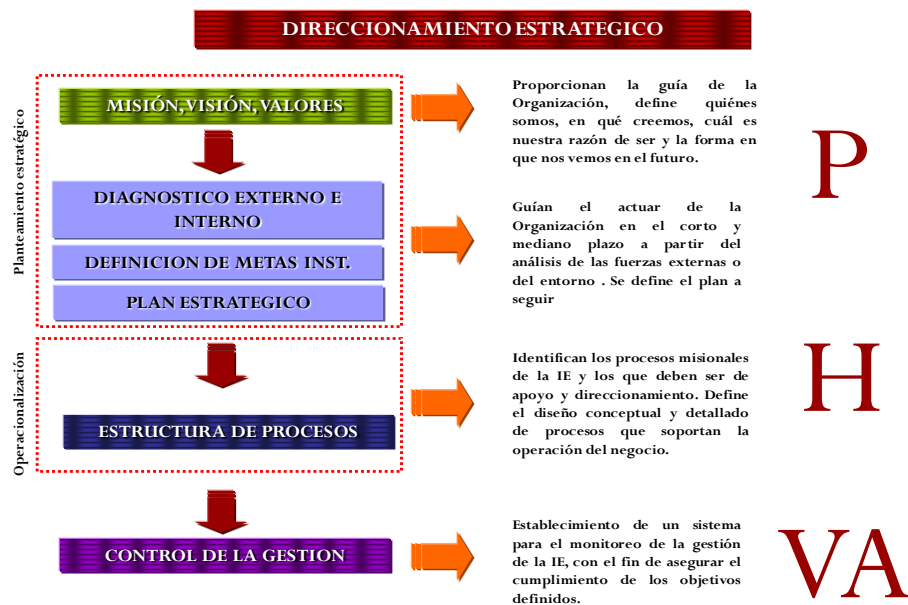 DIRECCIONAMIENTO ESTRATEGICO
Planteamiento estratégico
MISIÓN, VISIÓN, VALORES
Proporcionan la guía de la
Organización, define quiénes
somos, en qué creemos, cuál es
nuestra razón de ser y la forma en
que nos vemos en el futuro.
P
DIAGNOSTICO EXTERNO E
INTERNO
DEFINICION DE METAS INST.
PLAN ESTRATEGICO
Guían el actuar de la
Organización en el corto y
mediano plazo a partir del
análisis de las fuerzas externas o
del entorno . Se define el plan a
seguir
Operacionalización
ESTRUCTURA DE PROCESOS
Identifican los procesos misionales
de la IE y los que deben ser de
apoyo y direccionamiento. Define
el diseño conceptual y detallado
de procesos que soportan la
operación del negocio.
H
CONTROL DE LA GESTION
Establecimiento de un sistema
para el monitoreo de la gestión
de la IE, con el fin de asegurar el
cumplimiento de los objetivos
definidos.
VA